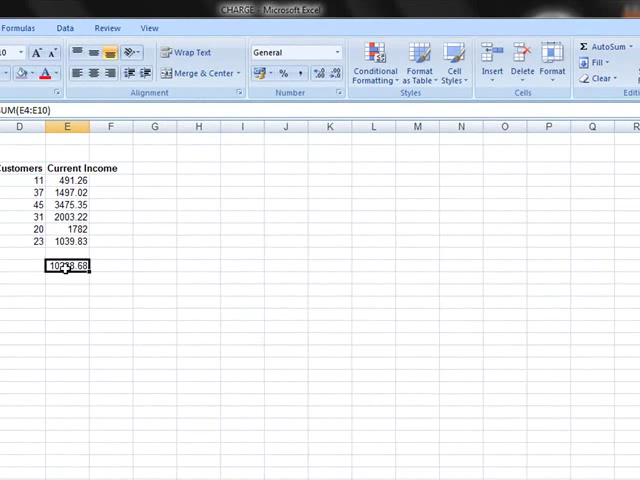 CHARGE - Microsoft Excel
Formulas Data Review View
Wrap Text General Σ AutoSum
Fill
Merge & Center % , Conditional Formatting Format as Table Cell Styles Insert Delete Format Clear
Alignment Number Styles Cells
SUM(E4:E10)
D E F G H I J K L M N O P Q R
Customers Current Income
11 491.26
37 1497.02
45 3475.35
31 2003.22
20 1782
23 1039.83